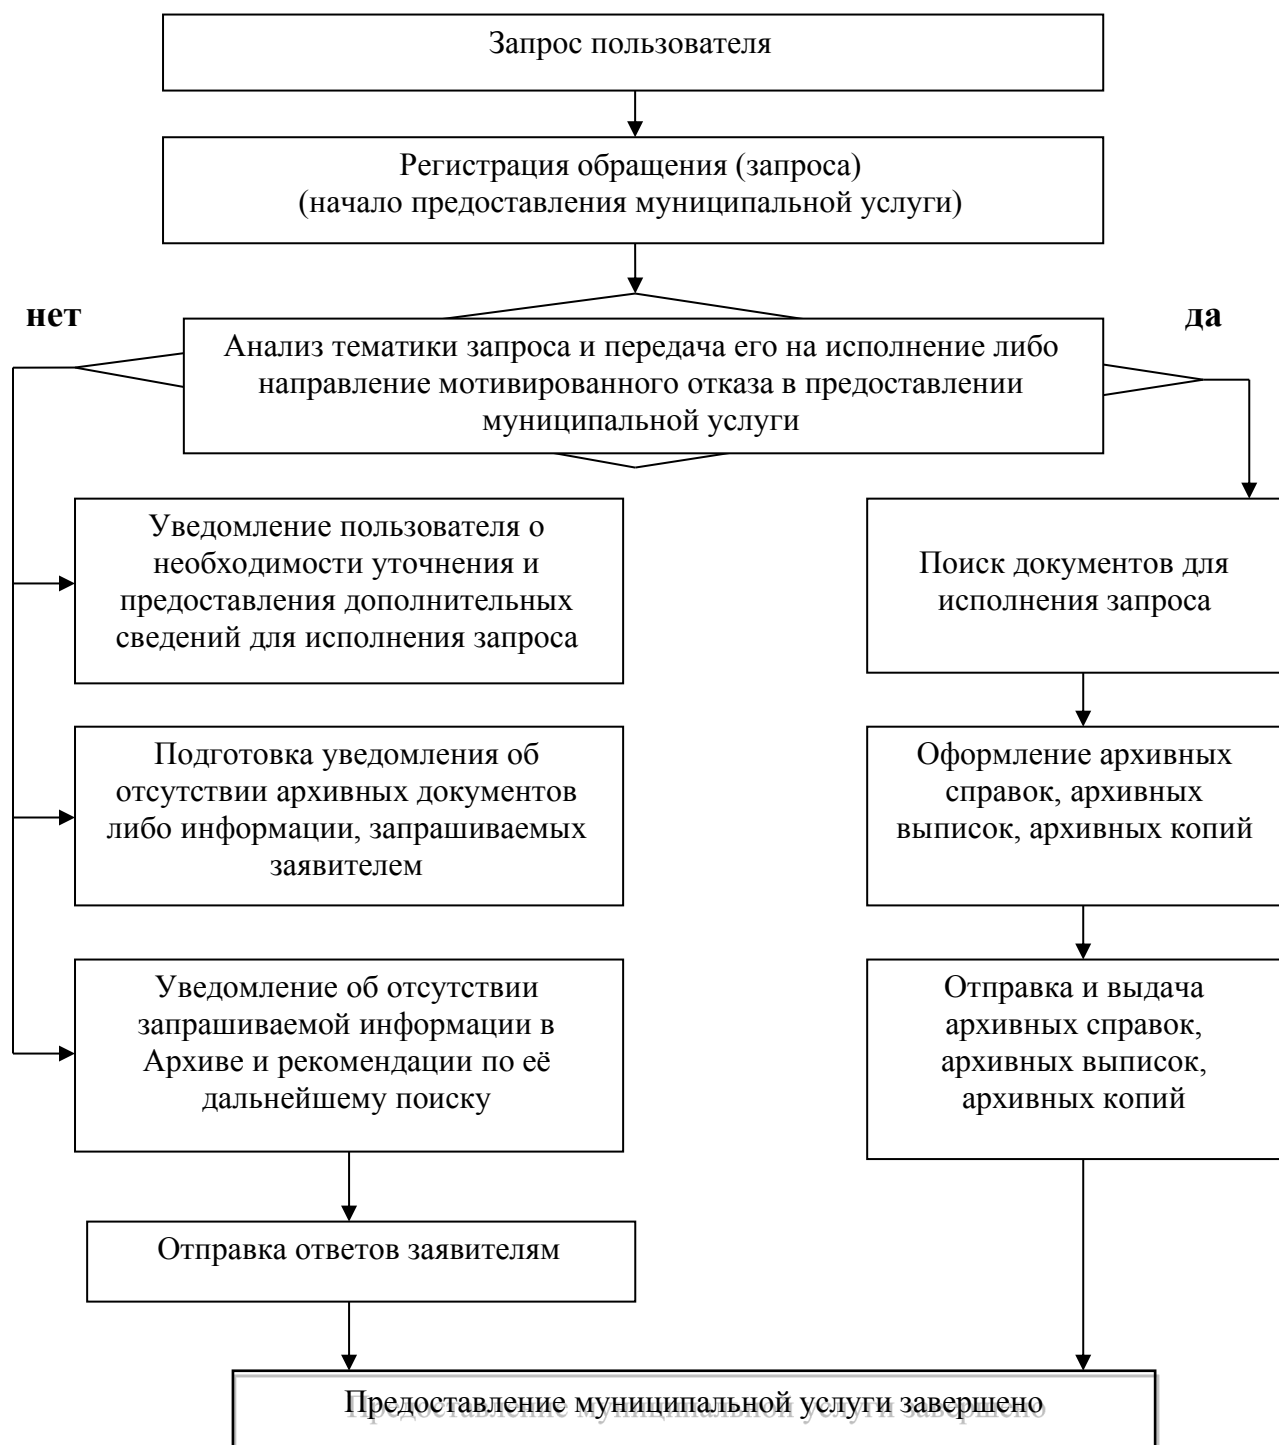 Запрос пользователя
Регистрация обращения (запроса)
(начало предоставления муниципальной услуги)
нет
да
Анализ тематики запроса и передача его на исполнение либо
направление мотивированного отказа в предоставлении
муниципальной услуги
Уведомление пользователя о
необходимости уточнения и
предоставления дополнительных
сведений для исполнения запроса
Поиск документов для
исполнения запроса
Подготовка уведомления об
отсутствии архивных документов
либо информации, запрашиваемых
заявителем
Оформление архивных
справок, архивных
выписок, архивных копий
Уведомление об отсутствии
запрашиваемой информации в
Архиве и рекомендации по её
дальнейшему поиску
Отправка и выдача
архивных справок,
архивных выписок,
архивных копий
Отправка ответов заявителям
Предоставление муниципальной услуги завершено